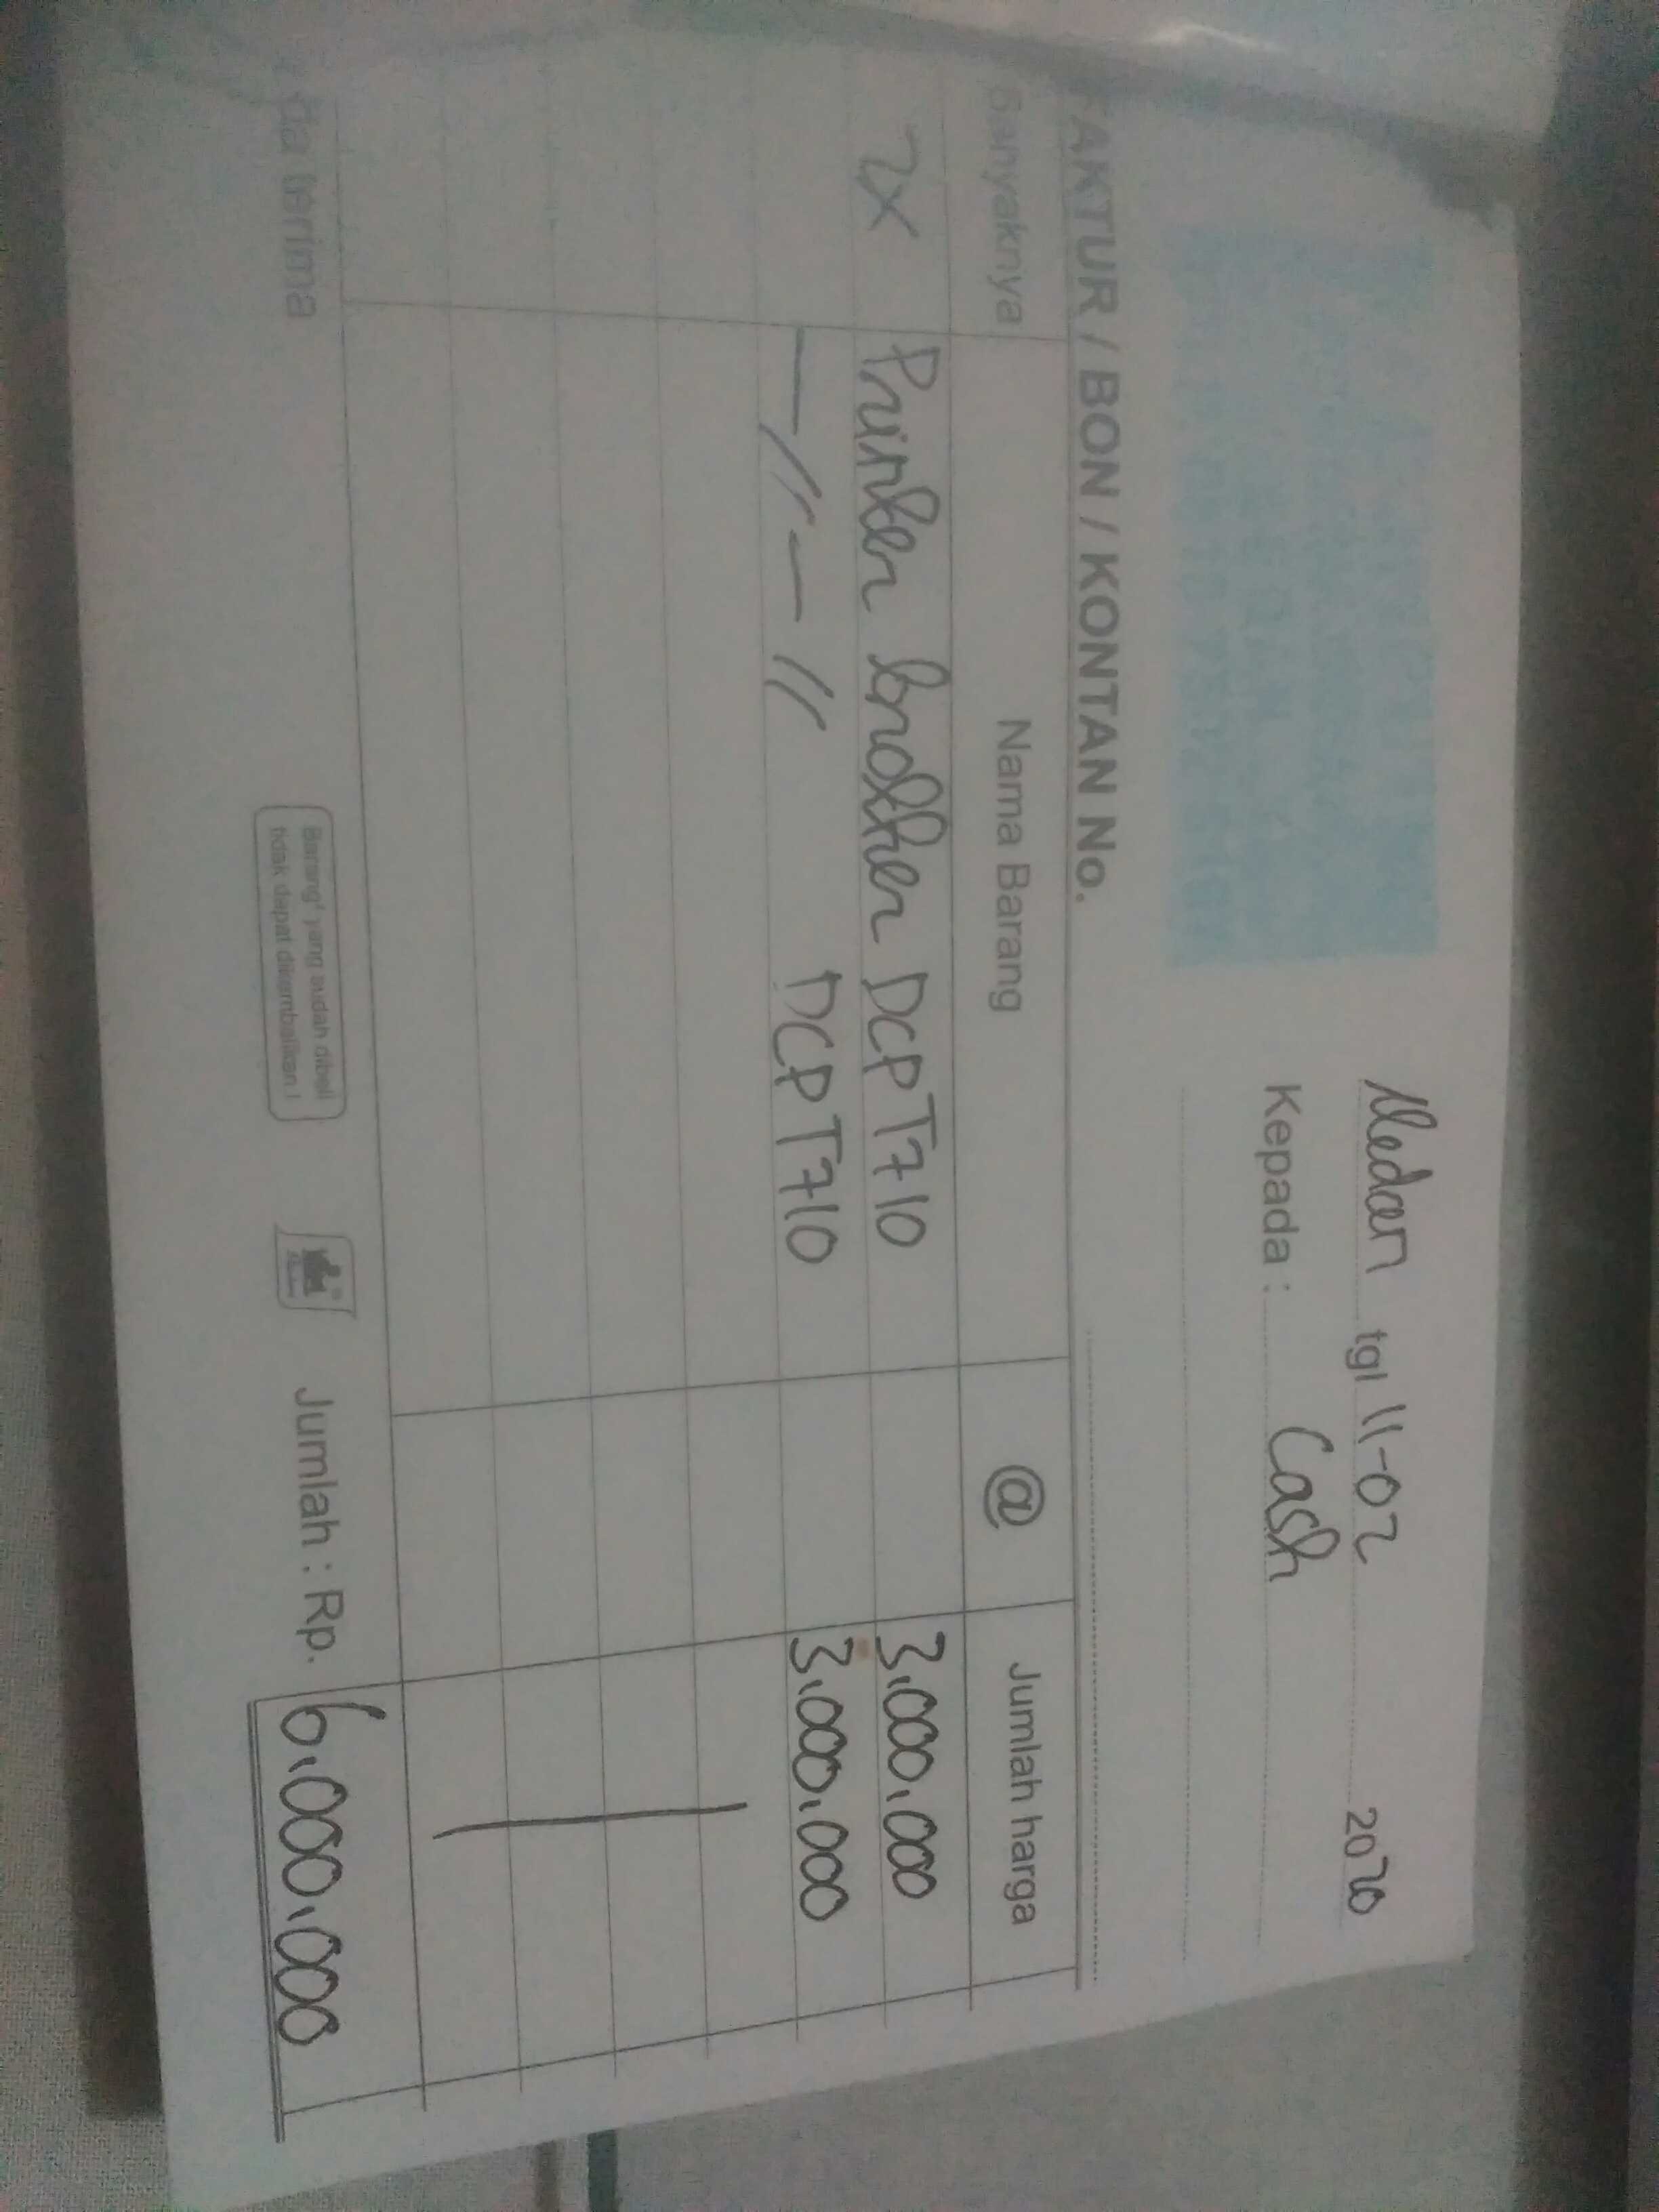 Medan tgl 11-02 2020
Kepada : Cash
FAKTUR / BON / KONTAN No.
Banyaknya Nama Barang @ Jumlah harga
2x Printer brother DCP T710 3.000.000
—//—// DCP T710 3.000.000
da terima
Barang² yang sudah dibeli
tidak dapat dikembalikan !
Jumlah : Rp. 6.000.000